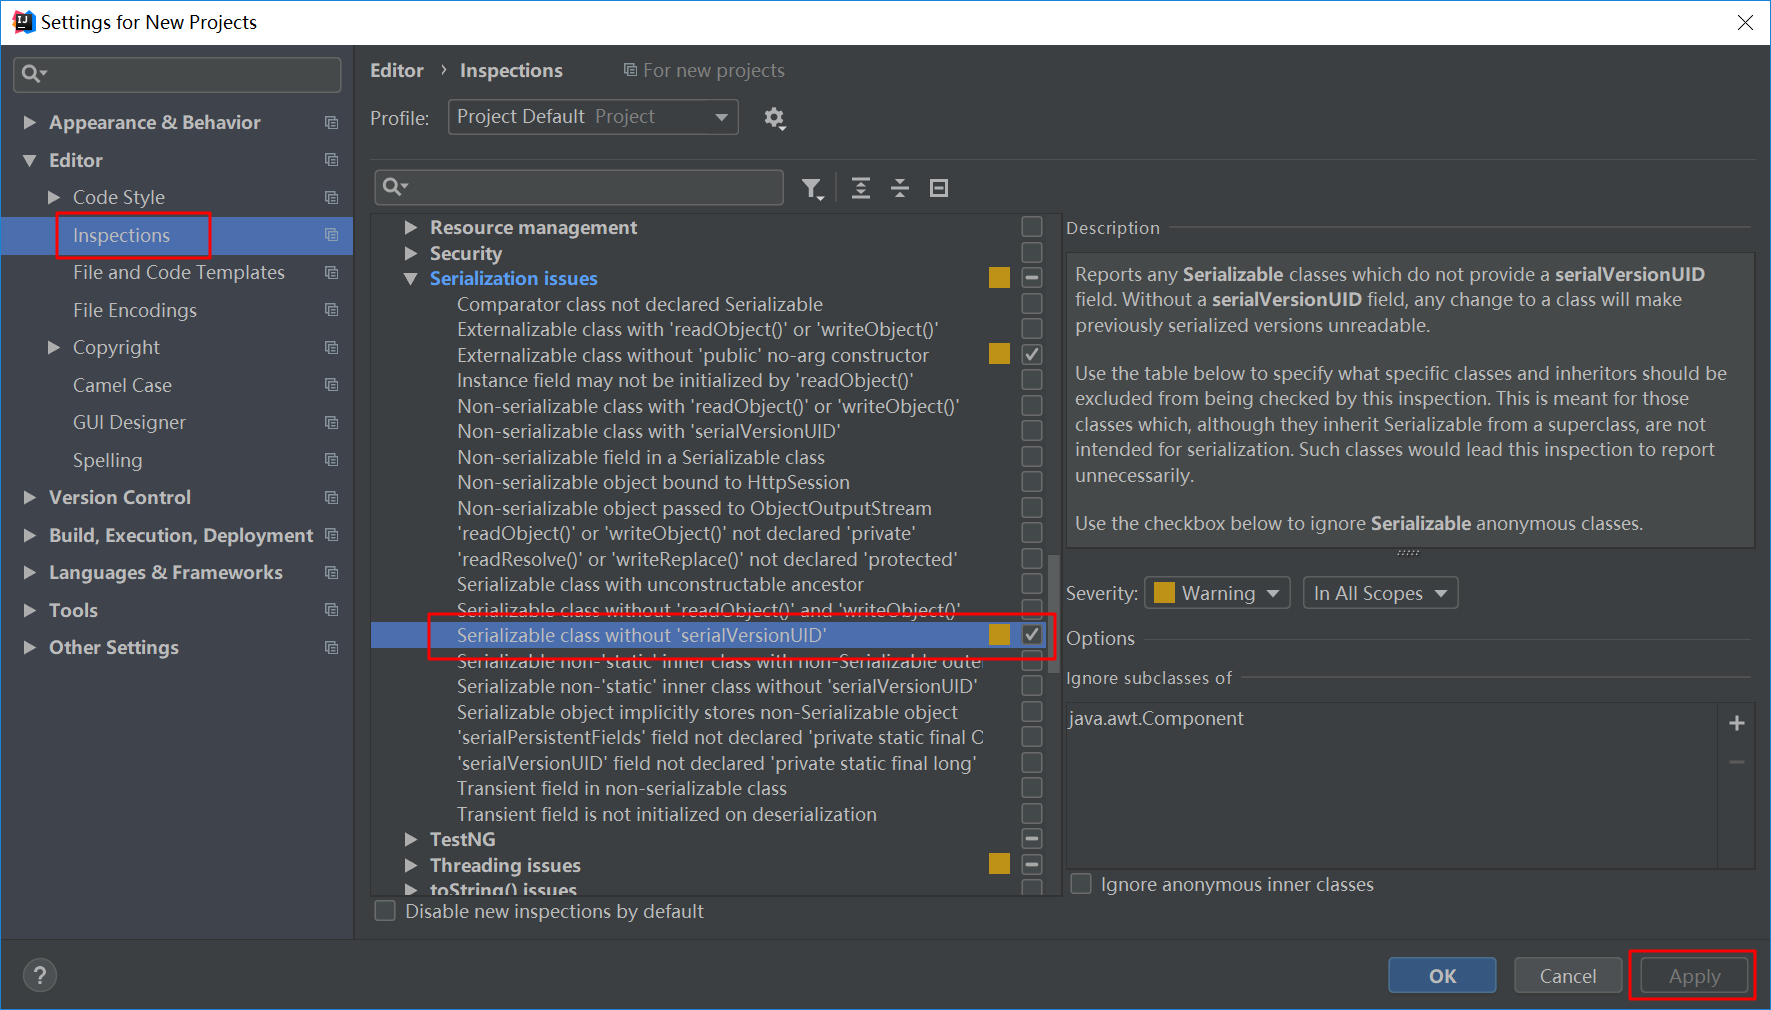 Settings for New Projects
Appearance & Behavior
Editor
Code Style
Inspections
File and Code Templates
File Encodings
Copyright
Camel Case
GUI Designer
Spelling
Version Control
Build, Execution, Deployment
Languages & Frameworks
Tools
Other Settings
Editor › Inspections For new projects
Profile: Project Default Project
Resource management
Security
Serialization issues
Comparator class not declared Serializable
Externalizable class with 'readObject()' or 'writeObject()'
Externalizable class without 'public' no-arg constructor
Instance field may not be initialized by 'readObject()'
Non-serializable class with 'readObject()' or 'writeObject()'
Non-serializable class with 'serialVersionUID'
Non-serializable field in a Serializable class
Non-serializable object bound to HttpSession
Non-serializable object passed to ObjectOutputStream
'readObject()' or 'writeObject()' not declared 'private'
'readResolve()' or 'writeReplace()' not declared 'protected'
Serializable class with unconstructable ancestor
Serializable class without 'readObject()' and 'writeObject()'
Serializable class without 'serialVersionUID'
Serializable non-'static' inner class with non-Serializable oute
Serializable non-'static' inner class without 'serialVersionUID'
Serializable object implicitly stores non-Serializable object
'serialPersistentFields' field not declared 'private static final O
'serialVersionUID' field not declared 'private static final long'
Transient field in non-serializable class
Transient field is not initialized on deserialization
TestNG
Threading issues
toString() issues
Disable new inspections by default
Description
Reports any Serializable classes which do not provide a serialVersionUID
field. Without a serialVersionUID field, any change to a class will make
previously serialized versions unreadable.
Use the table below to specify what specific classes and inheritors should be
excluded from being checked by this inspection. This is meant for those
classes which, although they inherit Serializable from a superclass, are not
intended for serialization. Such classes would lead this inspection to report
unnecessarily.
Use the checkbox below to ignore Serializable anonymous classes.
Severity: Warning In All Scopes
Options
Ignore subclasses of
java.awt.Component
Ignore anonymous inner classes
? OK Cancel Apply